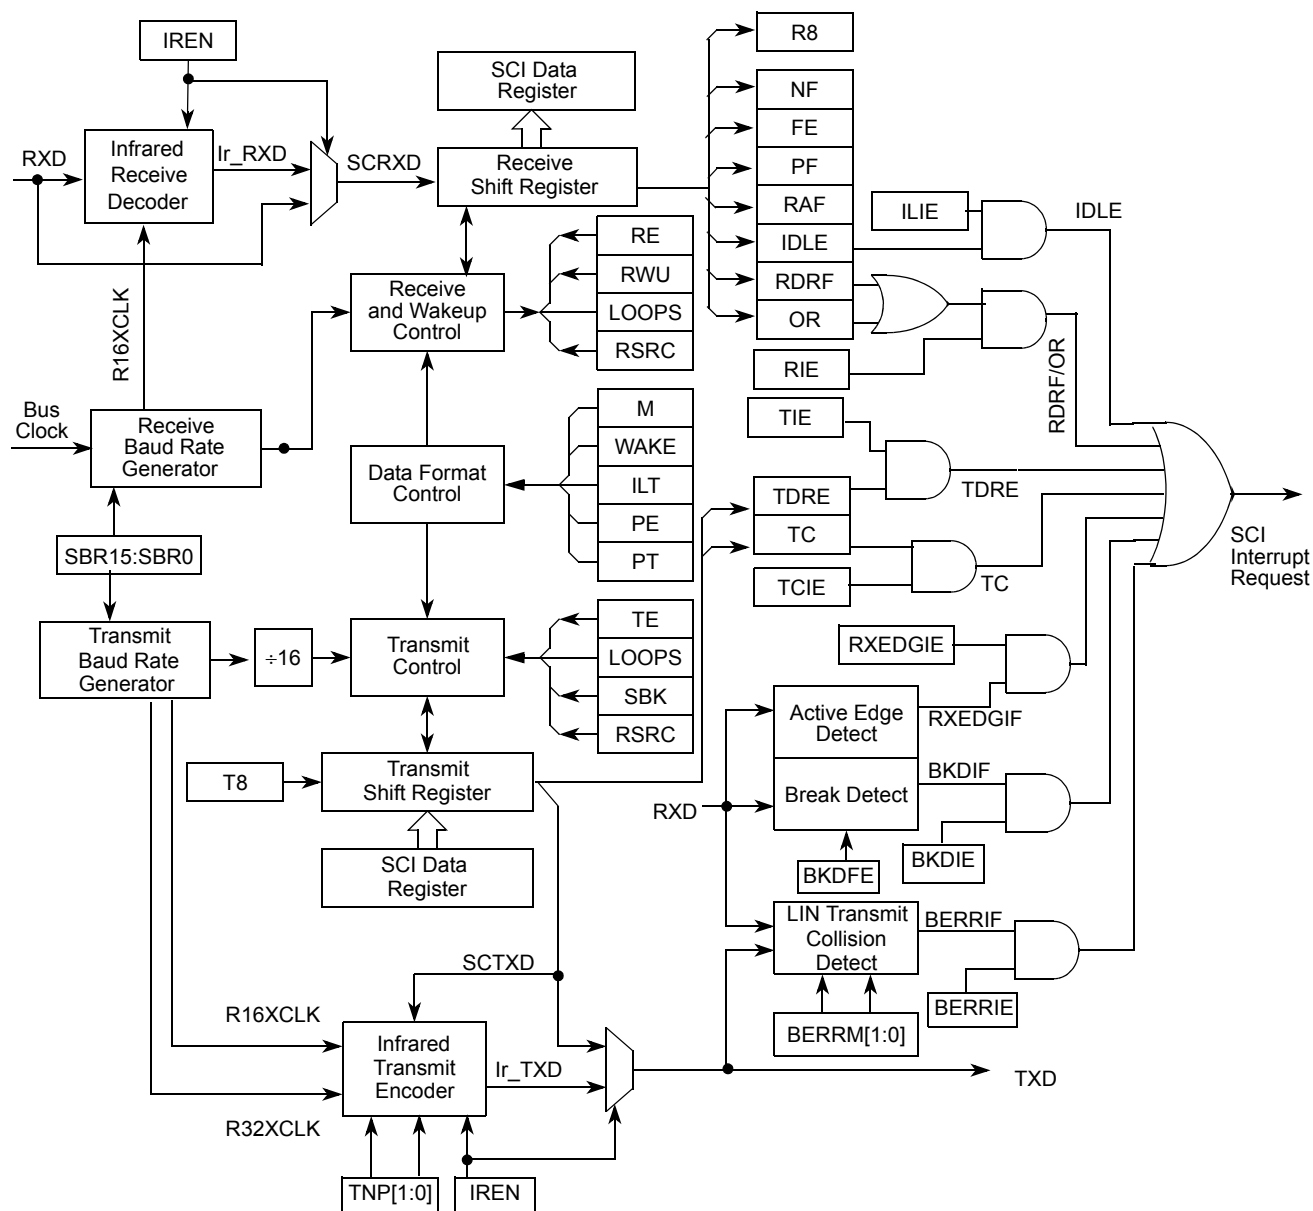 IREN
SCI Data
Register
R8
NF
FE
PF
RAF
IDLE
RDRF
OR
RXD
Infrared
Receive
Decoder
Ir_RXD
SCRXD
Receive
Shift Register
ILIE
IDLE
RE
RWU
LOOPS
RSRC
Receive
and Wakeup
Control
R16XCLK
RIE
RDRF/OR
Bus
Clock
Receive
Baud Rate
Generator
M
WAKE
ILT
PE
PT
Data Format
Control
TIE
TDRE
TC
TDRE
TCIE
TC
SCI
Interrupt
Request
SBR15:SBR0
Transmit
Baud Rate
Generator
÷16
Transmit
Control
TE
LOOPS
SBK
RSRC
RXEDGIE
Active Edge
Detect
RXEDGIF
Break Detect
BKDIF
RXD
BKDIE
BKDFE
T8
Transmit
Shift Register
SCI Data
Register
LIN Transmit
Collision
Detect
BERRIF
BERRIE
BERRM[1:0]
SCTXD
R16XCLK
Infrared
Transmit
Encoder
Ir_TXD
TXD
R32XCLK
TNP[1:0]
IREN